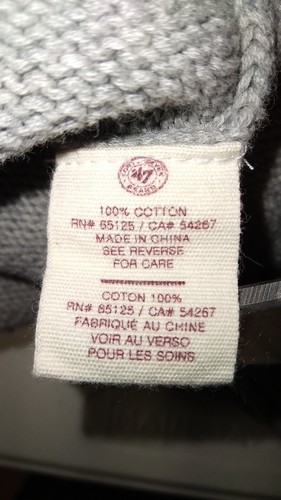 47
100% COTTON
RN# 65125 / CA# 54267
MADE IN CHINA
SEE REVERSE
FOR CARE
COTON 100%
RN# 65125 / CA# 54267
FABRIQUÉ AU CHINE
VOIR AU VERSO
POUR LES SOINS